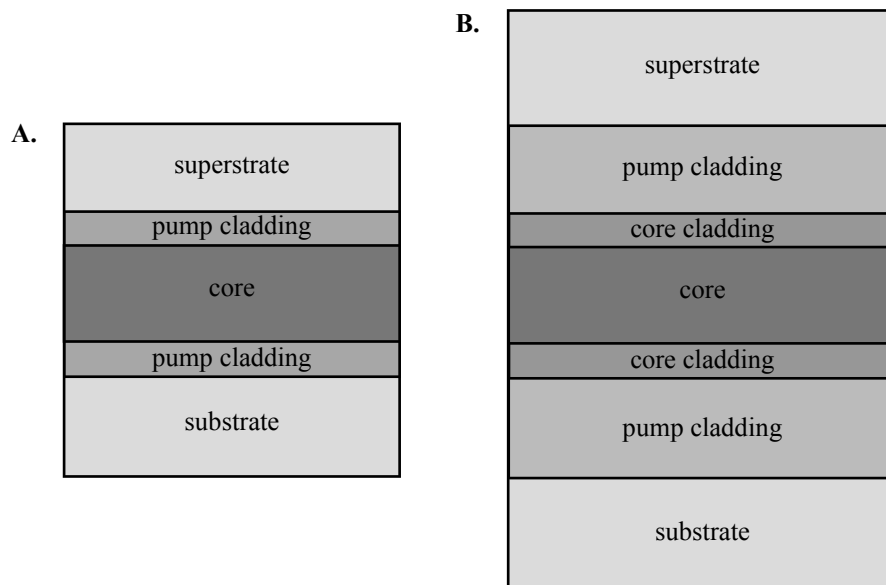 A.
superstrate
pump cladding
core
pump cladding
substrate
B.
superstrate
pump cladding
core cladding
core
core cladding
pump cladding
substrate